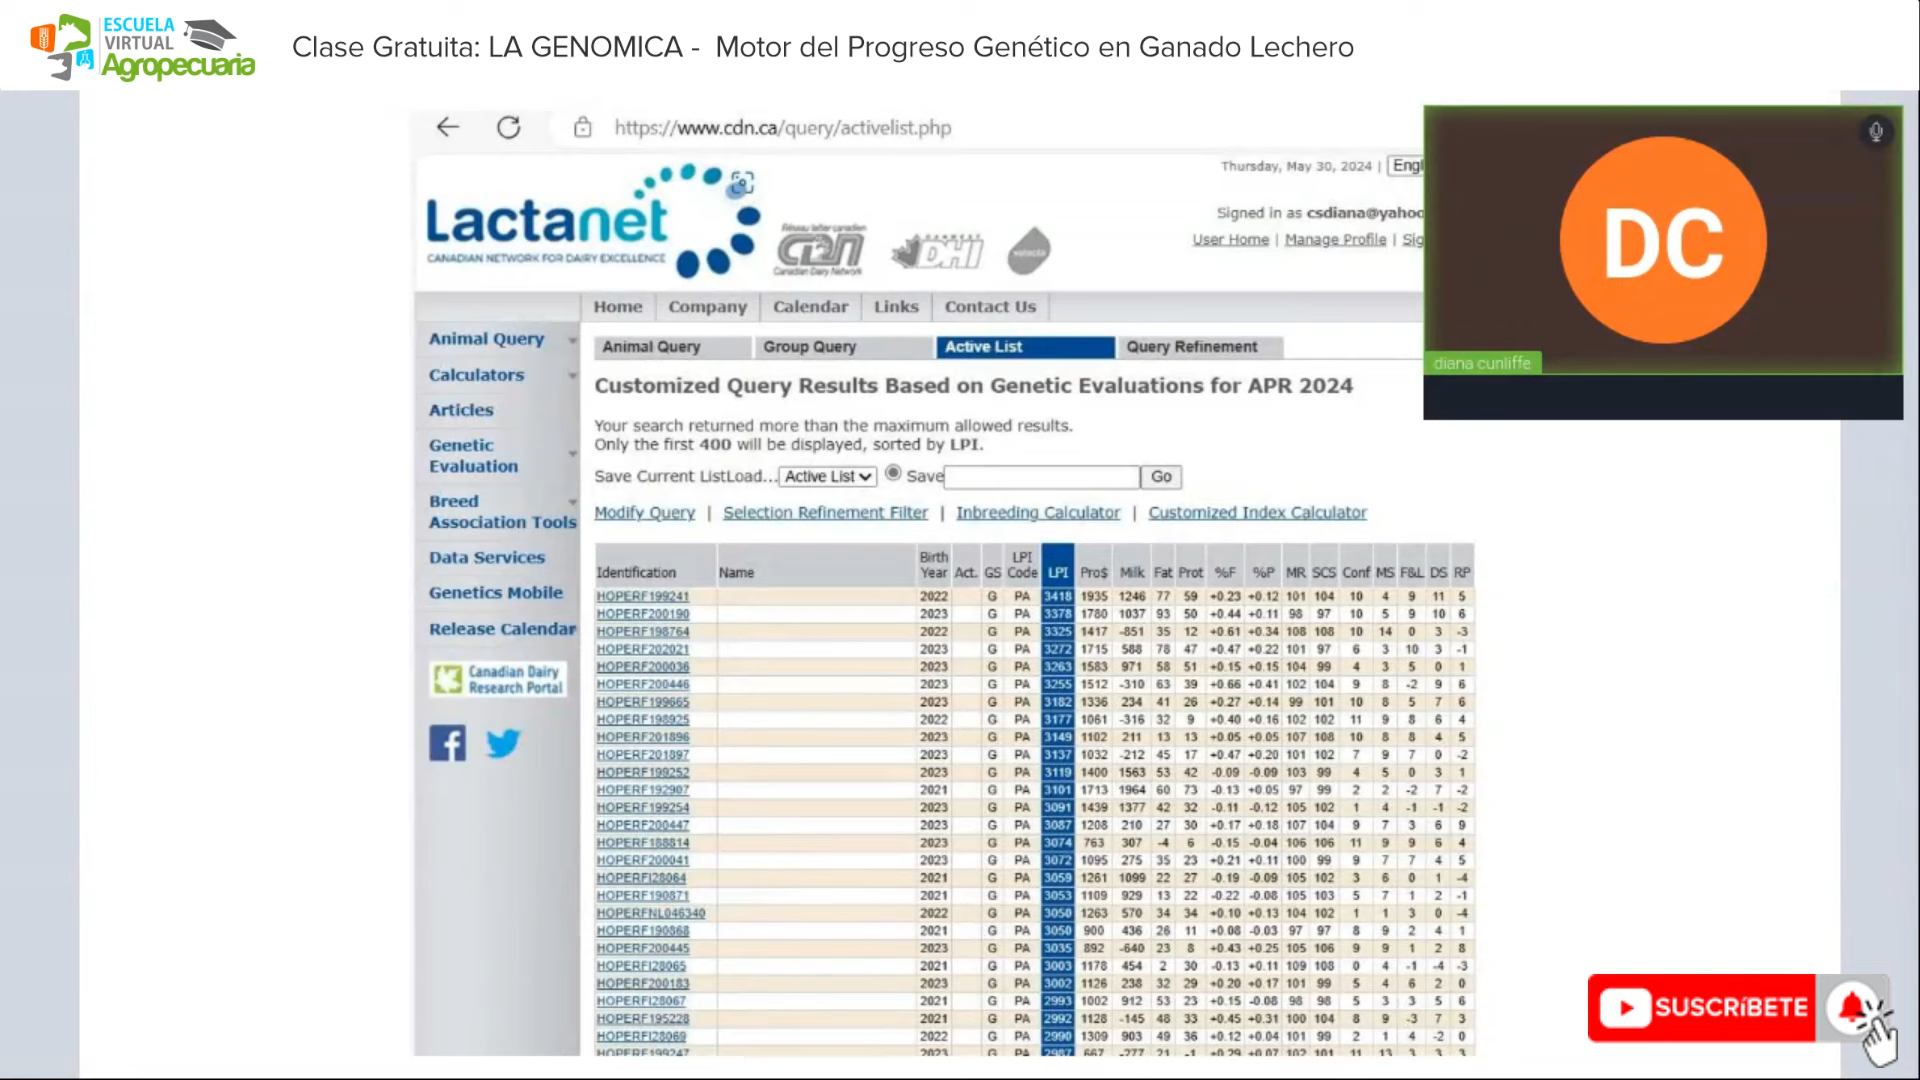 ESCUELA
VIRTUAL
Agropecuaria
Clase Gratuita: LA GENOMICA - Motor del Progreso Genético en Ganado Lechero
https://www.cdn.ca/query/activelist.php
Thursday, May 30, 2024 | Engl
Lactanet
CANADIAN NETWORK FOR DAIRY EXCELLENCE
Réseau laitier canadien
CDN
Canadian Dairy Network
DHI
valacta
Signed in as csdiana@yahoo
User Home | Manage Profile | Sig
DC
diana cunliffe
Home Company Calendar Links Contact Us
Animal Query
Calculators
Articles
Genetic
Evaluation
Breed
Association Tools
Data Services
Genetics Mobile
Release Calendar
Canadian Dairy
Research Portal
Animal Query Group Query Active List Query Refinement
Customized Query Results Based on Genetic Evaluations for APR 2024
Your search returned more than the maximum allowed results.
Only the first 400 will be displayed, sorted by LPI.
Save Current ListLoad... Active List Save Go
Modify Query | Selection Refinement Filter | Inbreeding Calculator | Customized Index Calculator
Identification Name Birth Year Act. GS LPI Code LPI Pro$ Milk Fat Prot %F %P MR SCS Conf MS F&L DS RP
HOPERF199241 2022 G PA 3418 1935 1246 77 59 +0.23 +0.12 101 104 10 4 9 11 5
HOPERF200190 2023 G PA 3378 1780 1037 93 50 +0.44 +0.11 98 97 10 5 9 10 6
HOPERF198764 2022 G PA 3325 1417 -851 35 12 +0.61 +0.34 108 108 10 14 0 3 -3
HOPERF202021 2023 G PA 3272 1715 588 78 47 +0.47 +0.22 101 97 6 3 10 3 -1
HOPERF200036 2023 G PA 3263 1583 971 58 51 +0.15 +0.15 104 99 4 3 5 0 1
HOPERF200446 2023 G PA 3255 1512 -310 63 39 +0.66 +0.41 102 104 9 8 -2 9 6
HOPERF199665 2023 G PA 3182 1336 234 41 26 +0.27 +0.14 99 101 10 8 5 7 6
HOPERF198925 2022 G PA 3177 1061 -316 32 9 +0.40 +0.16 102 102 11 9 8 6 4
HOPERF201896 2023 G PA 3149 1102 211 13 13 +0.05 +0.05 107 108 10 8 8 4 5
HOPERF201897 2023 G PA 3137 1032 -212 45 17 +0.47 +0.20 101 102 7 9 7 0 -2
HOPERF199252 2023 G PA 3119 1400 1563 53 42 -0.09 -0.09 103 99 4 5 0 3 1
HOPERF192907 2021 G PA 3101 1713 1964 60 73 -0.13 +0.05 97 99 2 2 -2 7 -2
HOPERF199254 2023 G PA 3091 1439 1377 42 32 -0.11 -0.12 105 102 1 4 -1 -1 -2
HOPERF200447 2023 G PA 3087 1208 210 27 30 +0.17 +0.18 107 104 9 7 3 6 9
HOPERF188814 2023 G PA 3074 763 307 -4 6 -0.15 -0.04 106 106 11 9 9 6 4
HOPERF200041 2023 G PA 3072 1095 275 35 23 +0.21 +0.11 100 99 9 7 7 4 5
HOPERFI28064 2021 G PA 3059 1261 1099 22 27 -0.19 -0.09 105 102 3 6 0 1 -4
HOPERF190871 2021 G PA 3053 1109 929 13 22 -0.22 -0.08 105 103 5 7 1 2 -1
HOPERFNL046340 2022 G PA 3050 1263 570 34 34 +0.10 +0.13 104 102 1 1 3 0 -4
HOPERF190868 2021 G PA 3050 900 436 26 11 +0.08 -0.03 97 97 8 9 2 4 1
HOPERF200445 2023 G PA 3035 892 -640 23 8 +0.43 +0.25 105 106 9 9 1 2 8
HOPERFI28065 2021 G PA 3003 1178 454 2 30 -0.13 +0.11 109 108 0 4 -1 -4 -3
HOPERF200183 2023 G PA 3002 1126 238 32 29 +0.20 +0.17 101 99 5 4 6 2 0
HOPERFI28067 2021 G PA 2993 1002 912 53 23 +0.15 -0.08 98 98 5 3 3 5 6
HOPERF195228 2021 G PA 2992 1128 -145 48 33 +0.45 +0.31 100 104 8 9 -3 7 3
HOPERFI28069 2022 G PA 2990 1309 903 49 36 +0.12 +0.04 101 99 2 1 4 -2 0
HOPERF199247 2023 G PA 2987 667 -277 21 -1 +0.29 +0.07 102 101 11 13 3 3 3
SUSCRíBETE